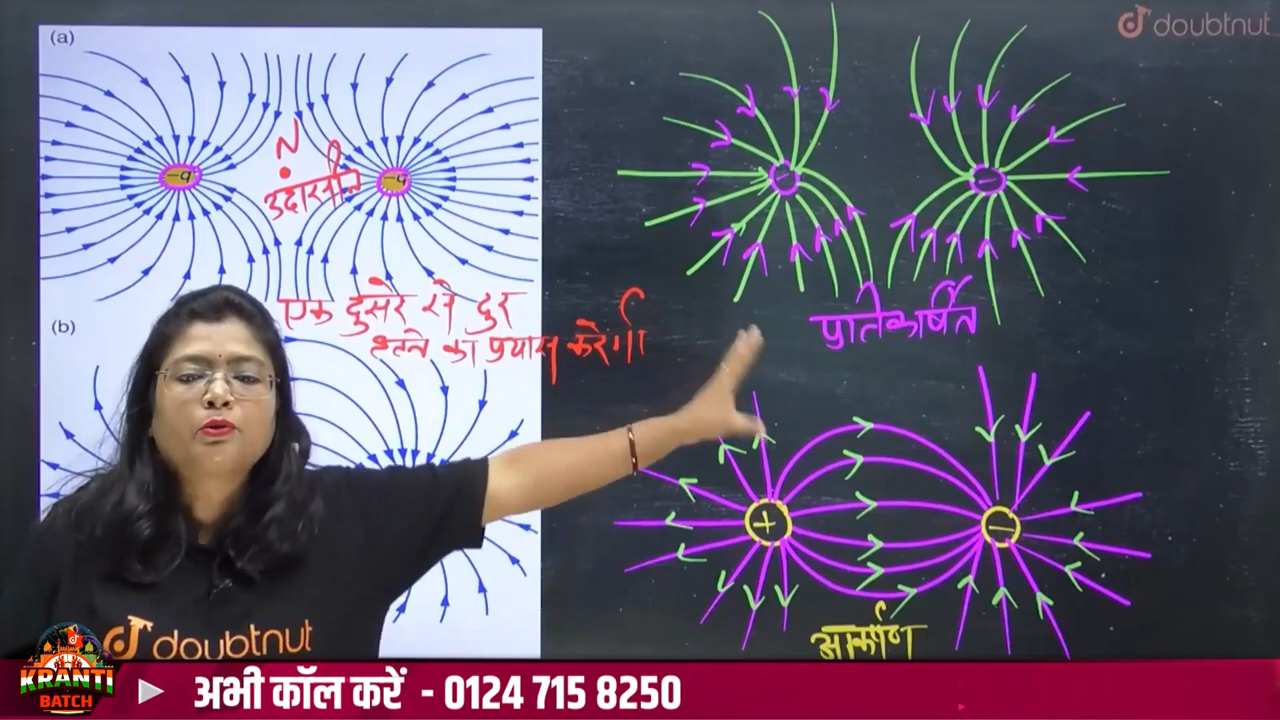 (a)
doubtnut
N
-q
-q
उदासीन
- -
एक दुसरे से दुर
हटने का प्रयास करेंगी
प्रतिकर्षित
(b)
+ -
आकर्षण
doubtnut
KRANTI
BATCH
अभी कॉल करें - 0124 715 8250